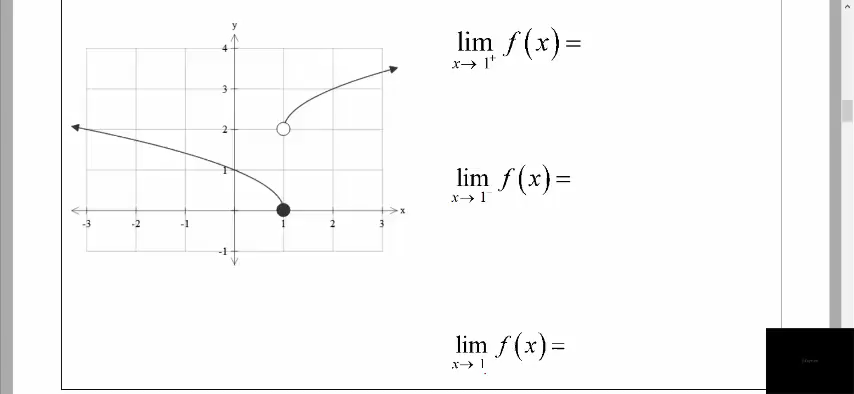 y
4
3
2
1
-1
-3 -2 -1 1 2 3 x
lim f(x) =
x→ 1⁺
lim f(x) =
x→ 1⁻
lim f(x) =
x→ 1